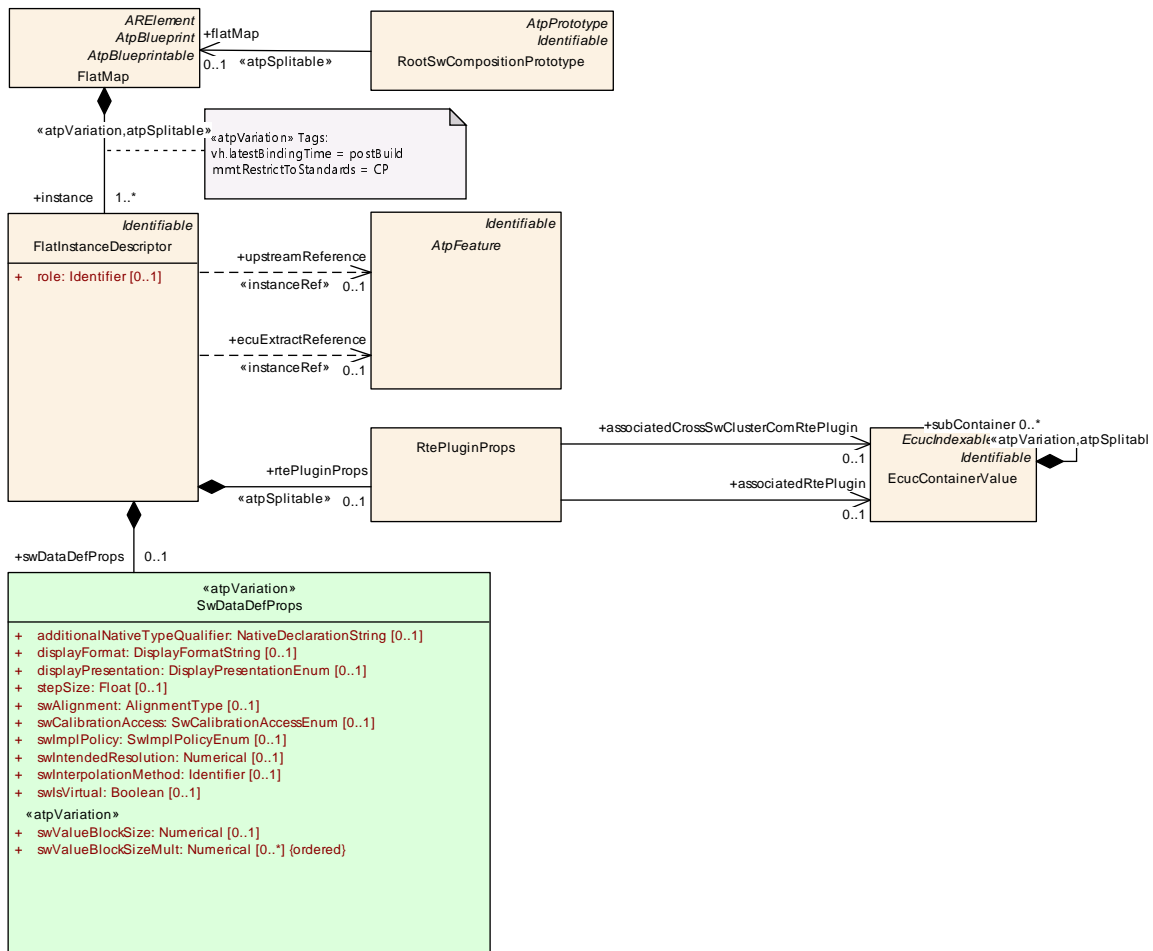 ARElement
AtpBlueprint
AtpBlueprintable
FlatMap
+flatMap
0..1
«atpSplitable»
AtpPrototype
Identifiable
RootSwCompositionPrototype
«atpVariation,atpSplitable»
«atpVariation» Tags:
vh.latestBindingTime = postBuild
mmt.RestrictToStandards = CP
+instance
1..*
Identifiable
FlatInstanceDescriptor
+ role: Identifier [0..1]
+upstreamReference
«instanceRef»
0..1
+ecuExtractReference
«instanceRef»
0..1
Identifiable
AtpFeature
+rtePluginProps
«atpSplitable»
0..1
RtePluginProps
+associatedCrossSwClusterComRtePlugin
0..1
+associatedRtePlugin
0..1
+subContainer 0..*
EcucIndexable
«atpVariation,atpSplitabl
Identifiable
EcucContainerValue
+swDataDefProps
0..1
«atpVariation»
SwDataDefProps
+ additionalNativeTypeQualifier: NativeDeclarationString [0..1]
+ displayFormat: DisplayFormatString [0..1]
+ displayPresentation: DisplayPresentationEnum [0..1]
+ stepSize: Float [0..1]
+ swAlignment: AlignmentType [0..1]
+ swCalibrationAccess: SwCalibrationAccessEnum [0..1]
+ swImplPolicy: SwImplPolicyEnum [0..1]
+ swIntendedResolution: Numerical [0..1]
+ swInterpolationMethod: Identifier [0..1]
+ swIsVirtual: Boolean [0..1]
«atpVariation»
+ swValueBlockSize: Numerical [0..1]
+ swValueBlockSizeMult: Numerical [0..*] {ordered}